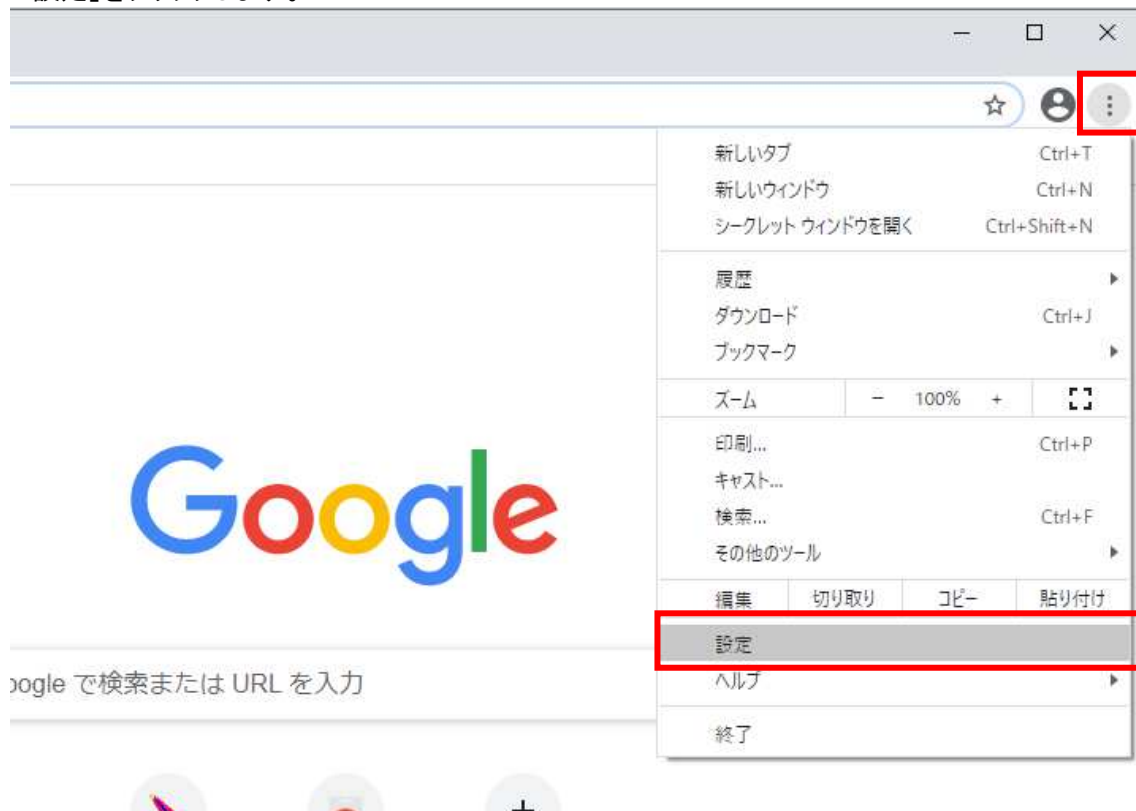 新しいタブ Ctrl+T
新しいウィンドウ Ctrl+N
シークレット ウィンドウを開く Ctrl+Shift+N
履歴
ダウンロード Ctrl+J
ブックマーク
ズーム - 100% +
印刷... Ctrl+P
キャスト...
検索... Ctrl+F
その他のツール
編集 切り取り コピー 貼り付け
設定
ヘルプ
終了
Google
oogle で検索または URL を入力